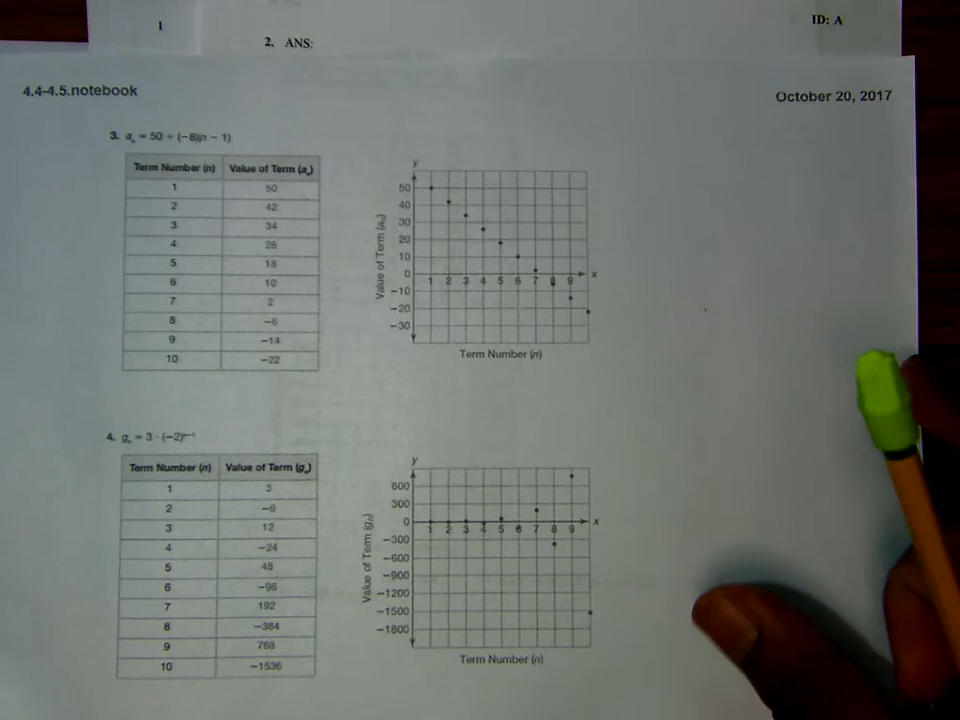 1
ID: A
2. ANS:
4.4-4.5.notebook
October 20, 2017
3. aₙ = 50 + (−8)(n − 1)
Term Number (n) Value of Term (aₙ)
1 50
2 42
3 34
4 26
5 18
6 10
7 2
8 −6
9 −14
10 −22
y
50
40
30
20
10
0
−10
−20
−30
1 2 3 4 5 6 7 8 9
x
Value of Term (aₙ)
Term Number (n)
4. gₙ = 3 · (−2)ⁿ⁻¹
Term Number (n) Value of Term (gₙ)
1 3
2 −6
3 12
4 −24
5 48
6 −96
7 192
8 −384
9 768
10 −1536
y
600
300
0
−300
−600
−900
−1200
−1500
−1800
1 2 3 4 5 6 7 8 9
x
Value of Term (gₙ)
Term Number (n)